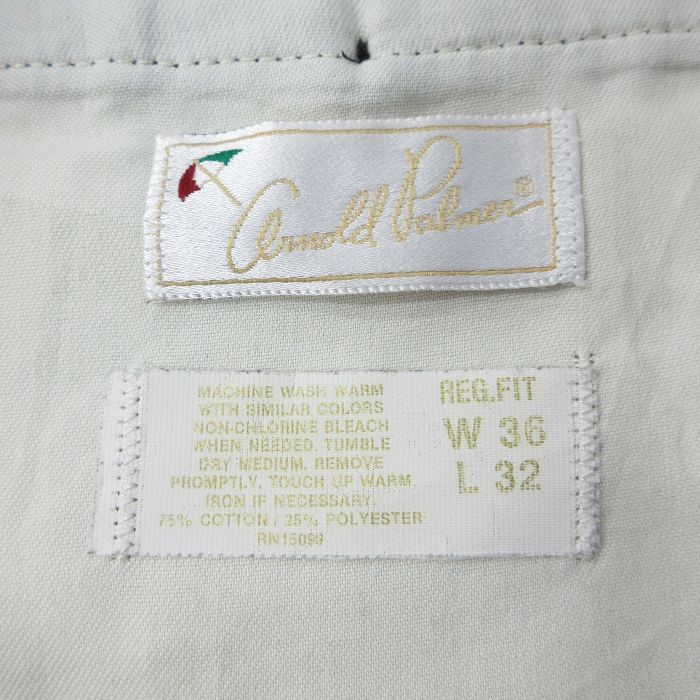 Arnold Palmer®
MACHINE WASH WARM
WITH SIMILAR COLORS
NON-CHLORINE BLEACH
WHEN NEEDED. TUMBLE
DRY MEDIUM. REMOVE
PROMPTLY. TOUCH UP WARM
IRON IF NECESSARY.
75% COTTON / 25% POLYESTER
RN15099
REG.FIT
W 36
L 32